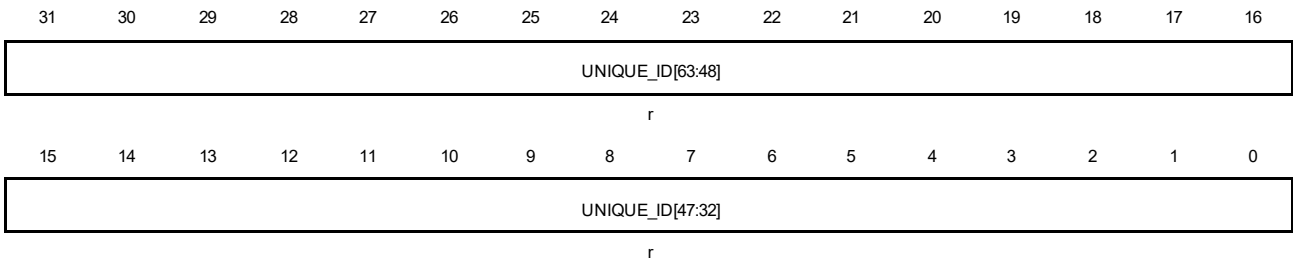 31 30 29 28 27 26 25 24 23 22 21 20 19 18 17 16
UNIQUE_ID[63:48]
r
15 14 13 12 11 10 9 8 7 6 5 4 3 2 1 0
UNIQUE_ID[47:32]
r